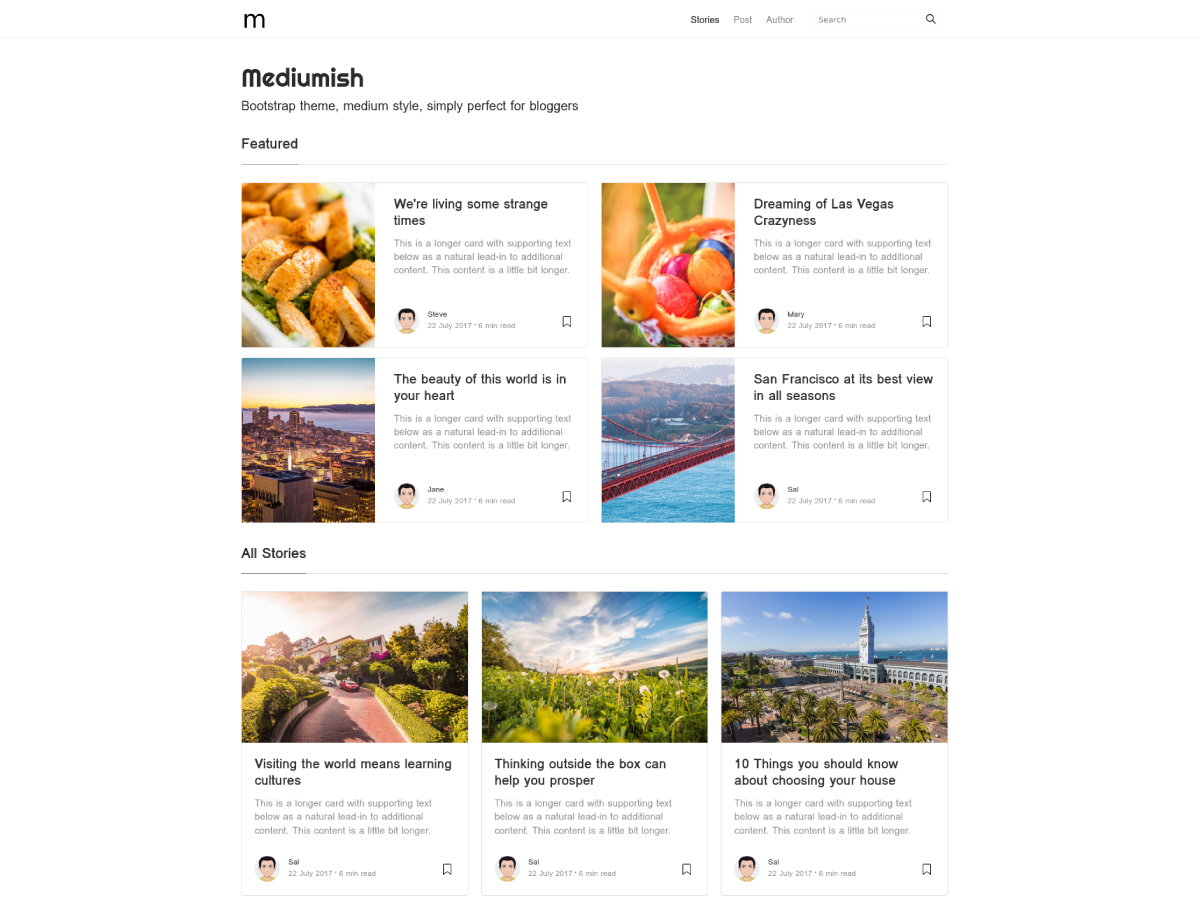 m
Stories Post Author Search
Mediumish
Bootstrap theme, medium style, simply perfect for bloggers
Featured
We're living some strange
times
This is a longer card with supporting text
below as a natural lead-in to additional
content. This content is a little bit longer.
Steve
22 July 2017 · 6 min read
Dreaming of Las Vegas
Crazyness
This is a longer card with supporting text
below as a natural lead-in to additional
content. This content is a little bit longer.
Mary
22 July 2017 · 6 min read
The beauty of this world is in
your heart
This is a longer card with supporting text
below as a natural lead-in to additional
content. This content is a little bit longer.
Jane
22 July 2017 · 6 min read
San Francisco at its best view
in all seasons
This is a longer card with supporting text
below as a natural lead-in to additional
content. This content is a little bit longer.
Sal
22 July 2017 · 6 min read
All Stories
Visiting the world means learning
cultures
This is a longer card with supporting text
below as a natural lead-in to additional
content. This content is a little bit longer.
Sal
22 July 2017 · 6 min read
Thinking outside the box can
help you prosper
This is a longer card with supporting text
below as a natural lead-in to additional
content. This content is a little bit longer.
Sal
22 July 2017 · 6 min read
10 Things you should know
about choosing your house
This is a longer card with supporting text
below as a natural lead-in to additional
content. This content is a little bit longer.
Sal
22 July 2017 · 6 min read